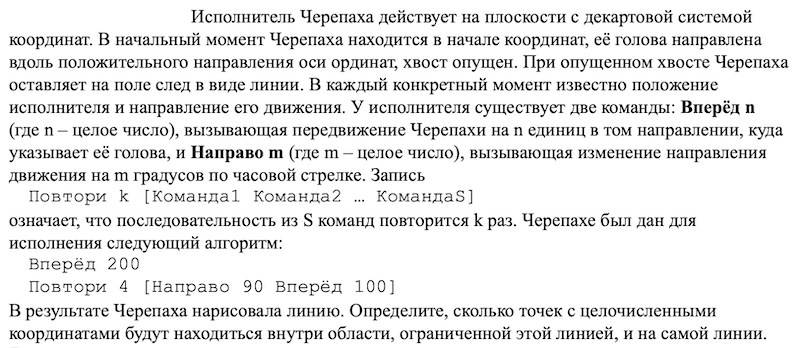 Исполнитель Черепаха действует на плоскости с декартовой системой
координат. В начальный момент Черепаха находится в начале координат, её голова направлена
вдоль положительного направления оси ординат, хвост опущен. При опущенном хвосте Черепаха
оставляет на поле след в виде линии. В каждый конкретный момент известно положение
исполнителя и направление его движения. У исполнителя существует две команды: Вперёд n
(где n – целое число), вызывающая передвижение Черепахи на n единиц в том направлении, куда
указывает её голова, и Направо m (где m – целое число), вызывающая изменение направления
движения на m градусов по часовой стрелке. Запись
Повтори k [Команда1 Команда2 … КомандаS]
означает, что последовательность из S команд повторится k раз. Черепахе был дан для
исполнения следующий алгоритм:
Вперёд 200
Повтори 4 [Направо 90 Вперёд 100]
В результате Черепаха нарисовала линию. Определите, сколько точек с целочисленными
координатами будут находиться внутри области, ограниченной этой линией, и на самой линии.